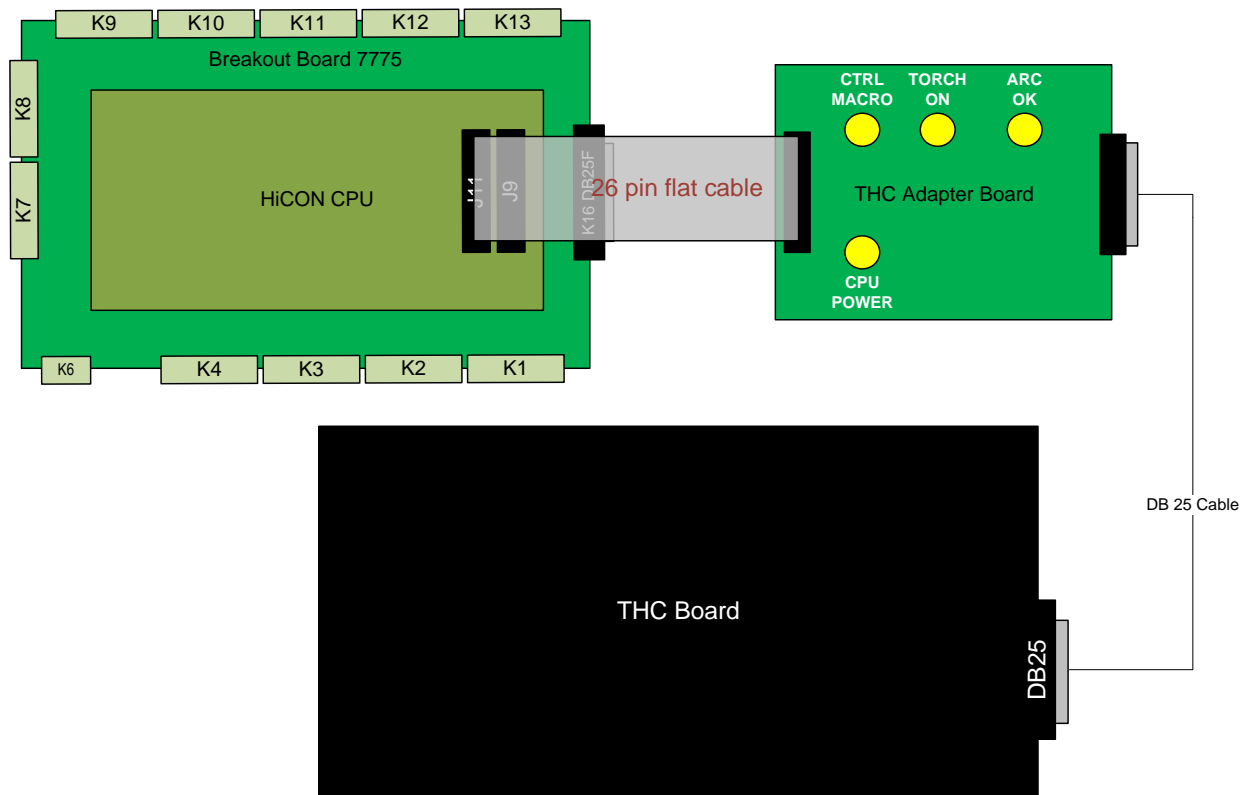 K9
K10
K11
K12
K13
Breakout Board 7775
K8
K7
HiCON CPU
J11
J9
K16 DB25F
26 pin flat cable
K6
K4
K3
K2
K1
CTRL
MACRO
TORCH
ON
ARC
OK
THC Adapter Board
CPU
POWER
DB 25 Cable
THC Board
DB25